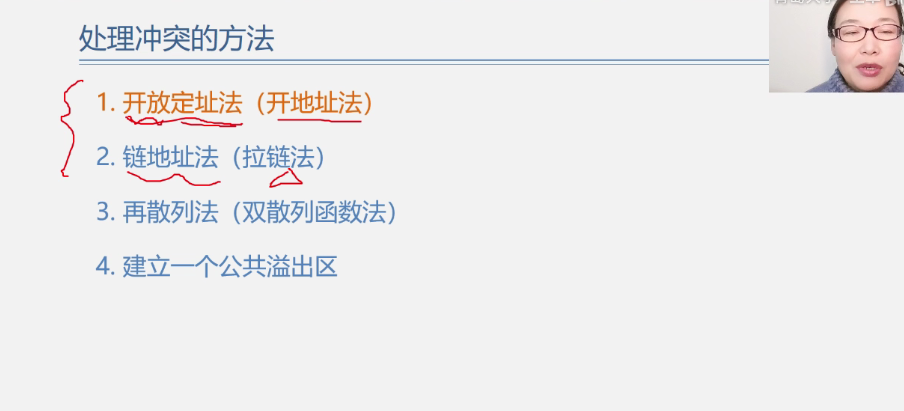 处理冲突的方法
1. 开放定址法（开地址法）
2. 链地址法（拉链法）
3. 再散列法（双散列函数法）
4. 建立一个公共溢出区